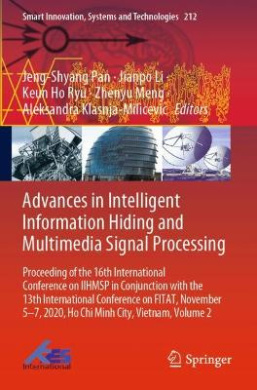 Smart Innovation, Systems and Technologies 212
Jeng-Shyang Pan · Jianpo Li
Keun Ho Ryu · Zhenyu Meng
Aleksandra Klasnja-Milicevic Editors
Advances in Intelligent
Information Hiding and
Multimedia Signal Processing
Proceeding of the 16th International
Conference on IIHMSP in Conjunction with the
13th International Conference on FITAT, November
5–7, 2020, Ho Chi Minh City, Vietnam, Volume 2
KES
International
Springer